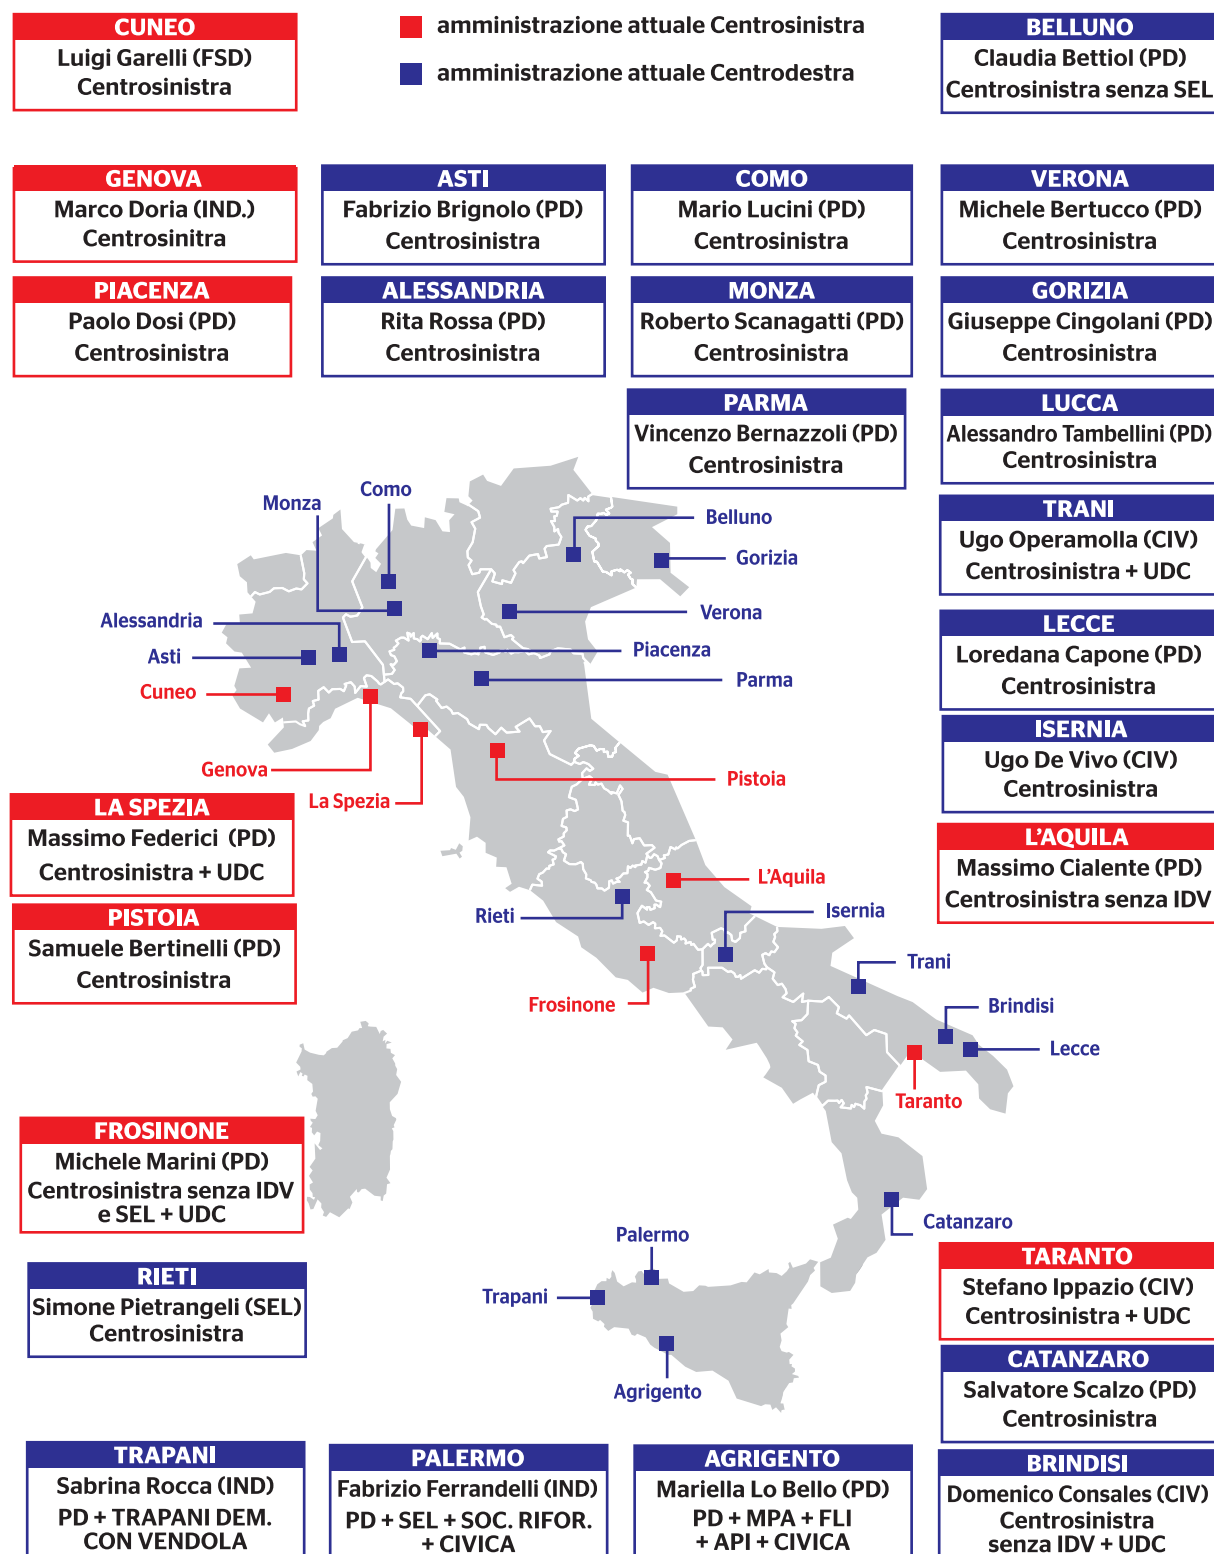 CUNEO
Luigi Garelli (FSD)
Centrosinistra
amministrazione attuale Centrosinistra
amministrazione attuale Centrodestra
BELLUNO
Claudia Bettiol (PD)
Centrosinistra senza SEL
GENOVA
Marco Doria (IND.)
Centrosinitra
ASTI
Fabrizio Brignolo (PD)
Centrosinistra
COMO
Mario Lucini (PD)
Centrosinistra
VERONA
Michele Bertucco (PD)
Centrosinistra
PIACENZA
Paolo Dosi (PD)
Centrosinistra
ALESSANDRIA
Rita Rossa (PD)
Centrosinistra
MONZA
Roberto Scanagatti (PD)
Centrosinistra
GORIZIA
Giuseppe Cingolani (PD)
Centrosinistra
PARMA
Vincenzo Bernazzoli (PD)
Centrosinistra
LUCCA
Alessandro Tambellini (PD)
Centrosinistra
Monza
Como
Belluno
Gorizia
Verona
Alessandria
Asti
Piacenza
Parma
Cuneo
Genova
La Spezia
Pistoia
TRANI
Ugo Operamolla (CIV)
Centrosinistra + UDC
LECCE
Loredana Capone (PD)
Centrosinistra
ISERNIA
Ugo De Vivo (CIV)
Centrosinistra
LA SPEZIA
Massimo Federici (PD)
Centrosinistra + UDC
L'AQUILA
Massimo Cialente (PD)
Centrosinistra senza IDV
PISTOIA
Samuele Bertinelli (PD)
Centrosinistra
L'Aquila
Rieti
Isernia
Trani
Frosinone
Brindisi
Lecce
Taranto
FROSINONE
Michele Marini (PD)
Centrosinistra senza IDV
e SEL + UDC
Catanzaro
Palermo
Trapani
Agrigento
RIETI
Simone Pietrangeli (SEL)
Centrosinistra
TARANTO
Stefano Ippazio (CIV)
Centrosinistra + UDC
CATANZARO
Salvatore Scalzo (PD)
Centrosinistra
TRAPANI
Sabrina Rocca (IND)
PD + TRAPANI DEM.
CON VENDOLA
PALERMO
Fabrizio Ferrandelli (IND)
PD + SEL + SOC. RIFOR.
+ CIVICA
AGRIGENTO
Mariella Lo Bello (PD)
PD + MPA + FLI
+ API + CIVICA
BRINDISI
Domenico Consales (CIV)
Centrosinistra
senza IDV + UDC